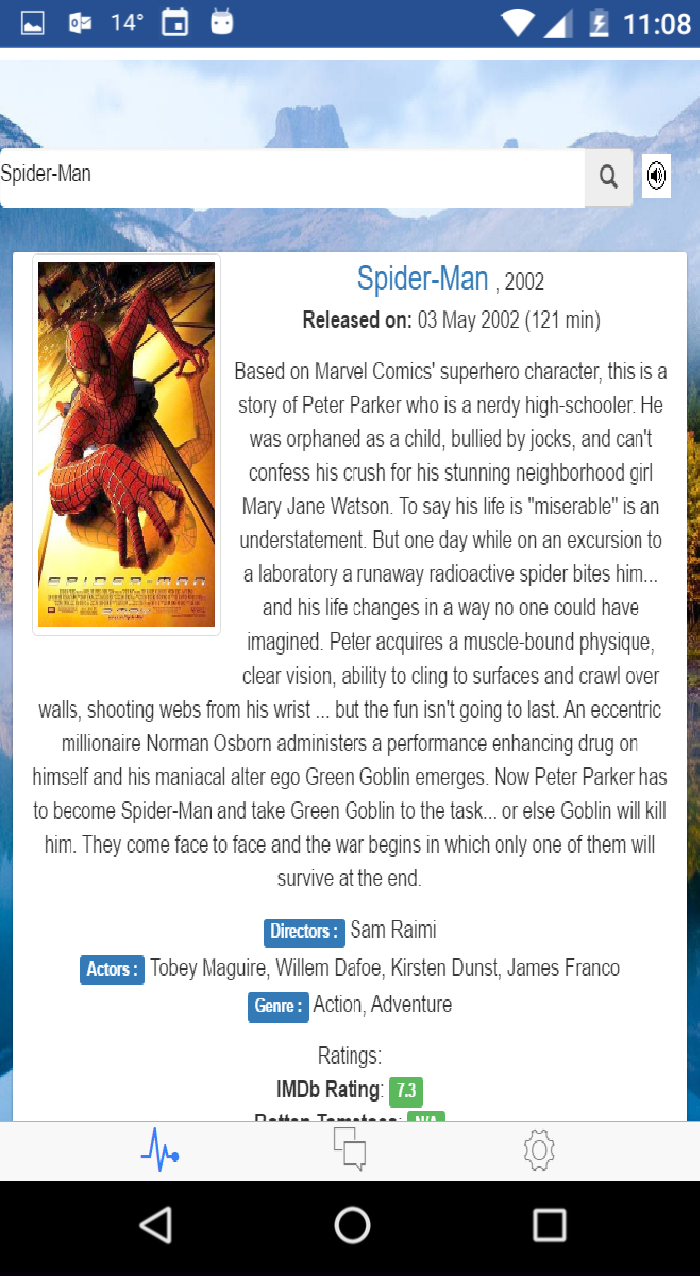 14°
11:08
Spider-Man
Spider-Man , 2002
Released on: 03 May 2002 (121 min)
Based on Marvel Comics' superhero character, this is a
story of Peter Parker who is a nerdy high-schooler. He
was orphaned as a child, bullied by jocks, and can't
confess his crush for his stunning neighborhood girl
Mary Jane Watson. To say his life is "miserable" is an
understatement. But one day while on an excursion to
a laboratory a runaway radioactive spider bites him...
and his life changes in a way no one could have
imagined. Peter acquires a muscle-bound physique,
clear vision, ability to cling to surfaces and crawl over
walls, shooting webs from his wrist ... but the fun isn't going to last. An eccentric
millionaire Norman Osborn administers a performance enhancing drug on
himself and his maniacal alter ego Green Goblin emerges. Now Peter Parker has
to become Spider-Man and take Green Goblin to the task... or else Goblin will kill
him. They come face to face and the war begins in which only one of them will
survive at the end.
SPIDER-MAN
Directors : Sam Raimi
Actors : Tobey Maguire, Willem Dafoe, Kirsten Dunst, James Franco
Genre : Action, Adventure
Ratings:
IMDb Rating: 7.3
Rotten Tomatoes: N/A